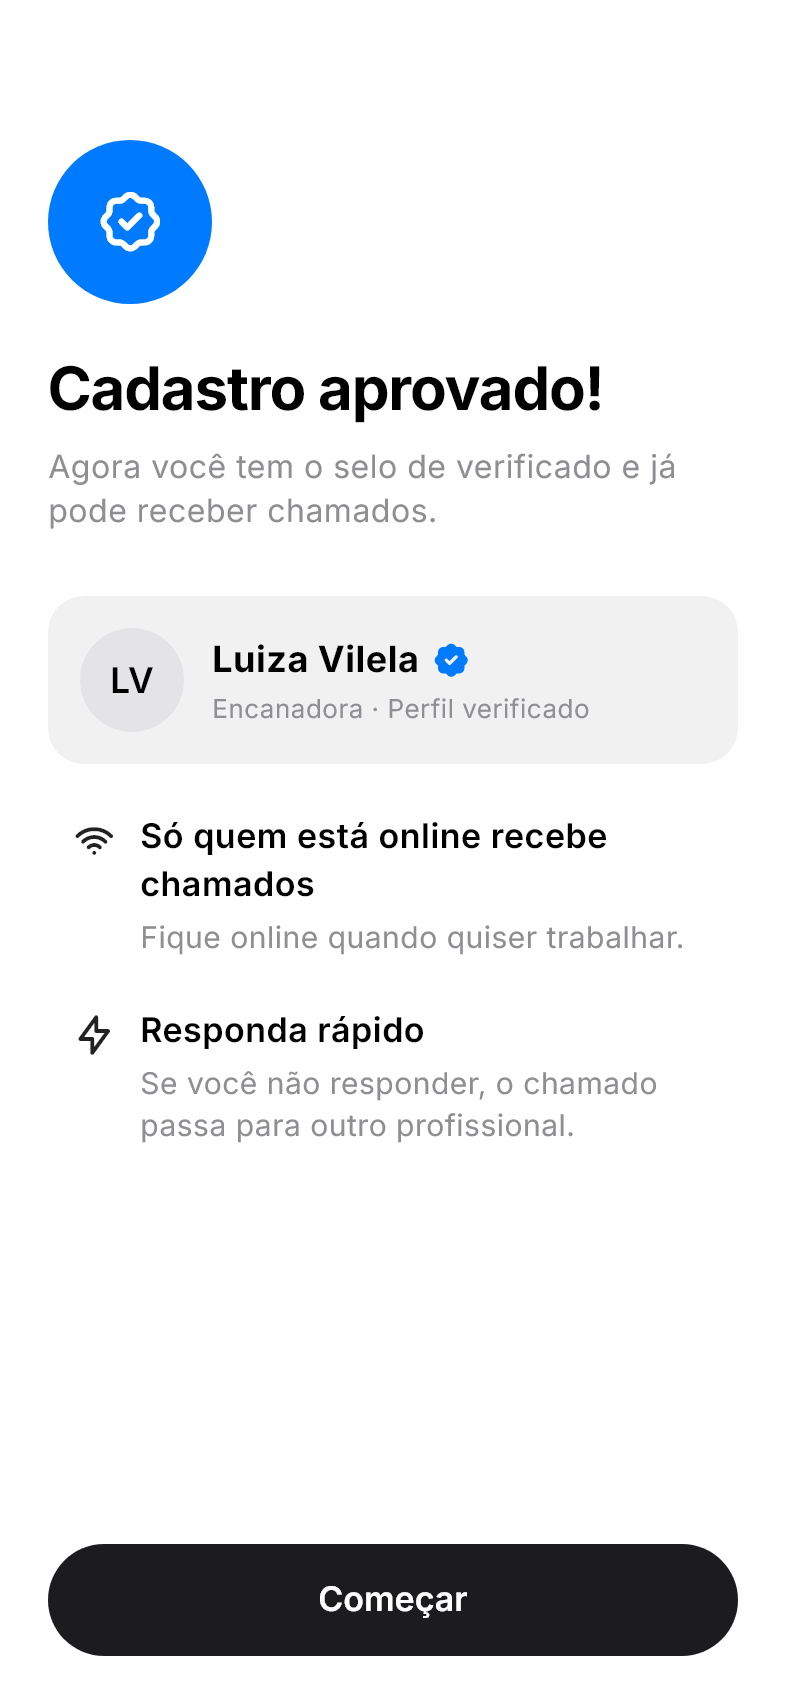 Cadastro aprovado!
Agora você tem o selo de verificado e já
pode receber chamados.
LV
Luiza Vilela
Encanadora · Perfil verificado
Só quem está online recebe
chamados
Fique online quando quiser trabalhar.
Responda rápido
Se você não responder, o chamado
passa para outro profissional.
Começar